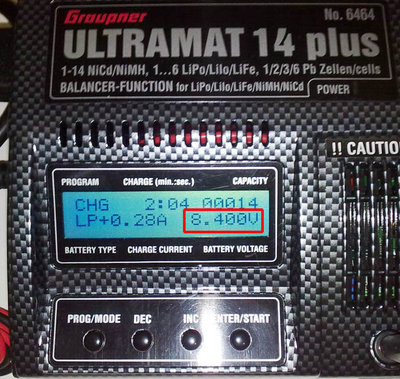 Graupner No. 6464
ULTRAMAT 14 plus
1-14 NiCd/NiMH, 1...6 LiPo/Lilo/LiFe, 1/2/3/6 Pb Zellen/cells
BALANCER-FUNCTION for LiPo/Lilo/LiFe/NiMH/NiCd
POWER
!! CAUTION
PROGRAM CHARGE (min.:sec.) CAPACITY
CHG 2:04 00014
LP+0.28A 8.400V
BATTERY TYPE CHARGE CURRENT BATTERY VOLTAGE
PROG/MODE DEC INC ENTER/START